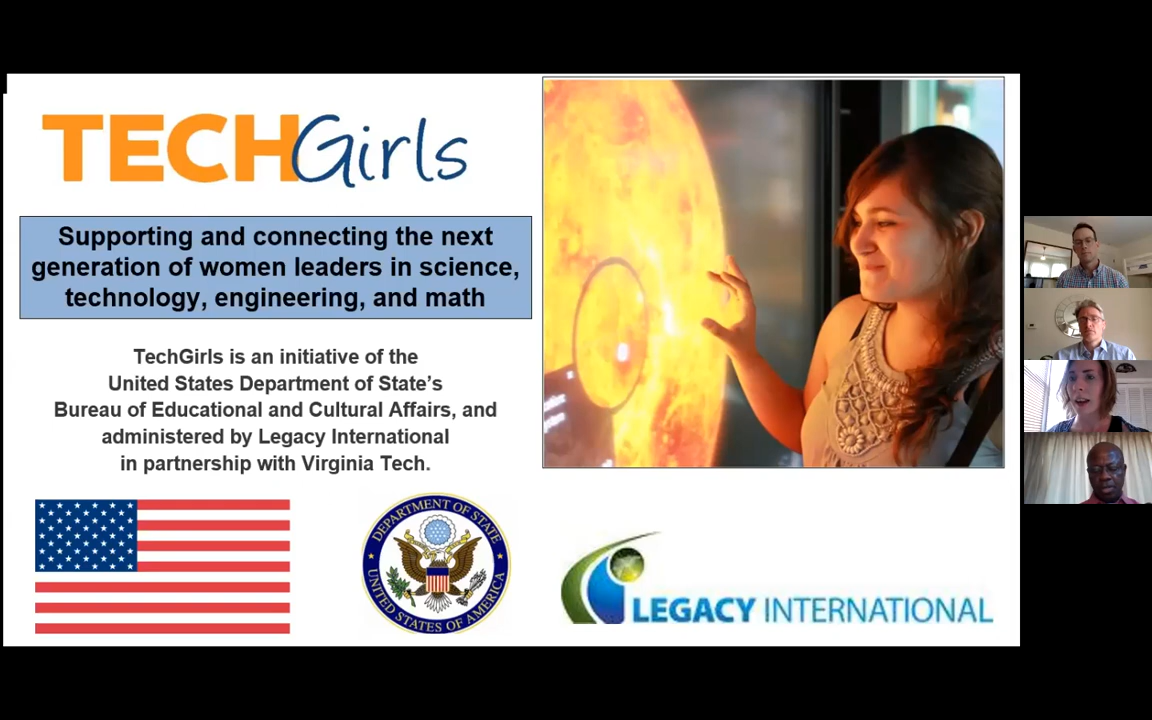 TECHGirls
Supporting and connecting the next
generation of women leaders in science,
technology, engineering, and math
TechGirls is an initiative of the
United States Department of State's
Bureau of Educational and Cultural Affairs, and
administered by Legacy International
in partnership with Virginia Tech.
DEPARTMENT OF STATE
UNITED STATES OF AMERICA
LEGACY INTERNATIONAL